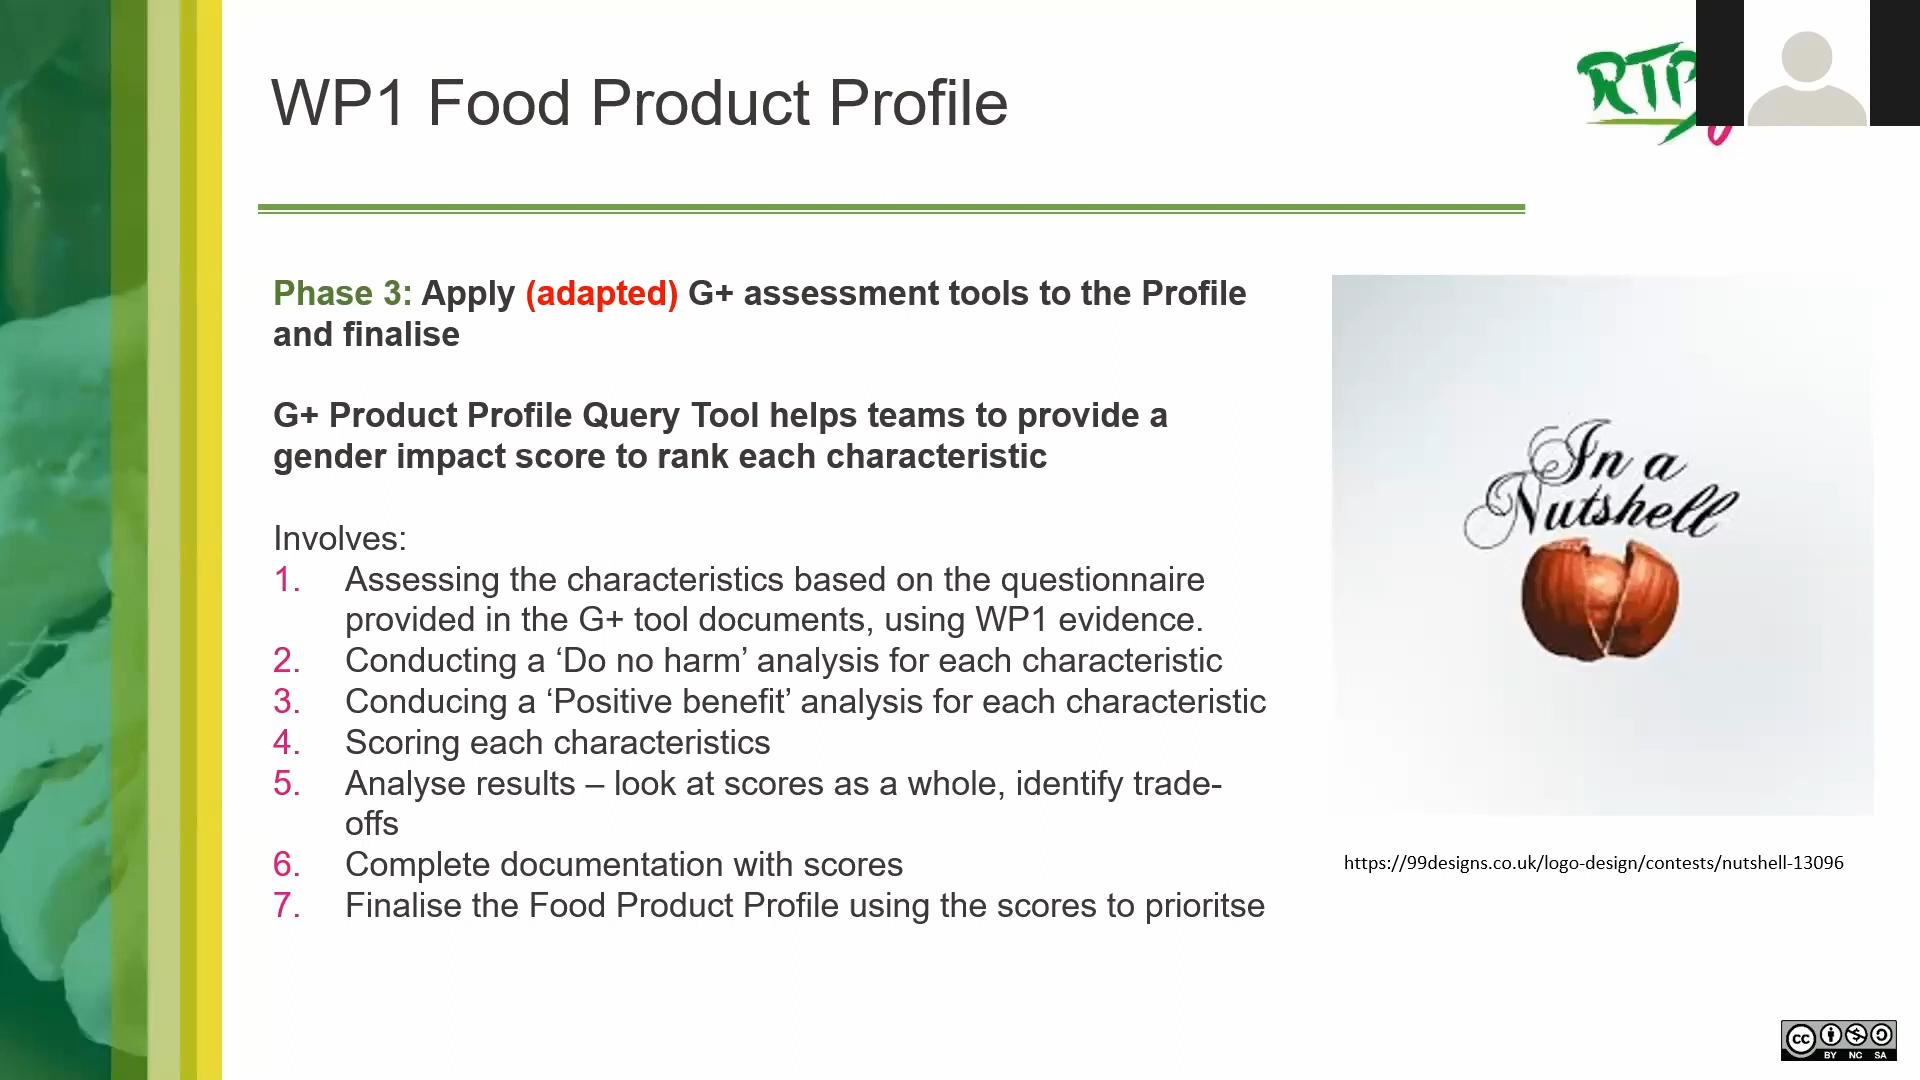 WP1 Food Product Profile
RTB
Phase 3: Apply (adapted) G+ assessment tools to the Profile
and finalise
G+ Product Profile Query Tool helps teams to provide a
gender impact score to rank each characteristic
Involves:
1. Assessing the characteristics based on the questionnaire
provided in the G+ tool documents, using WP1 evidence.
2. Conducting a ‘Do no harm’ analysis for each characteristic
3. Conducing a ‘Positive benefit’ analysis for each characteristic
4. Scoring each characteristics
5. Analyse results – look at scores as a whole, identify trade-
offs
6. Complete documentation with scores
7. Finalise the Food Product Profile using the scores to prioritse
In a
Nutshell
https://99designs.co.uk/logo-design/contests/nutshell-13096
cc
BY NC SA